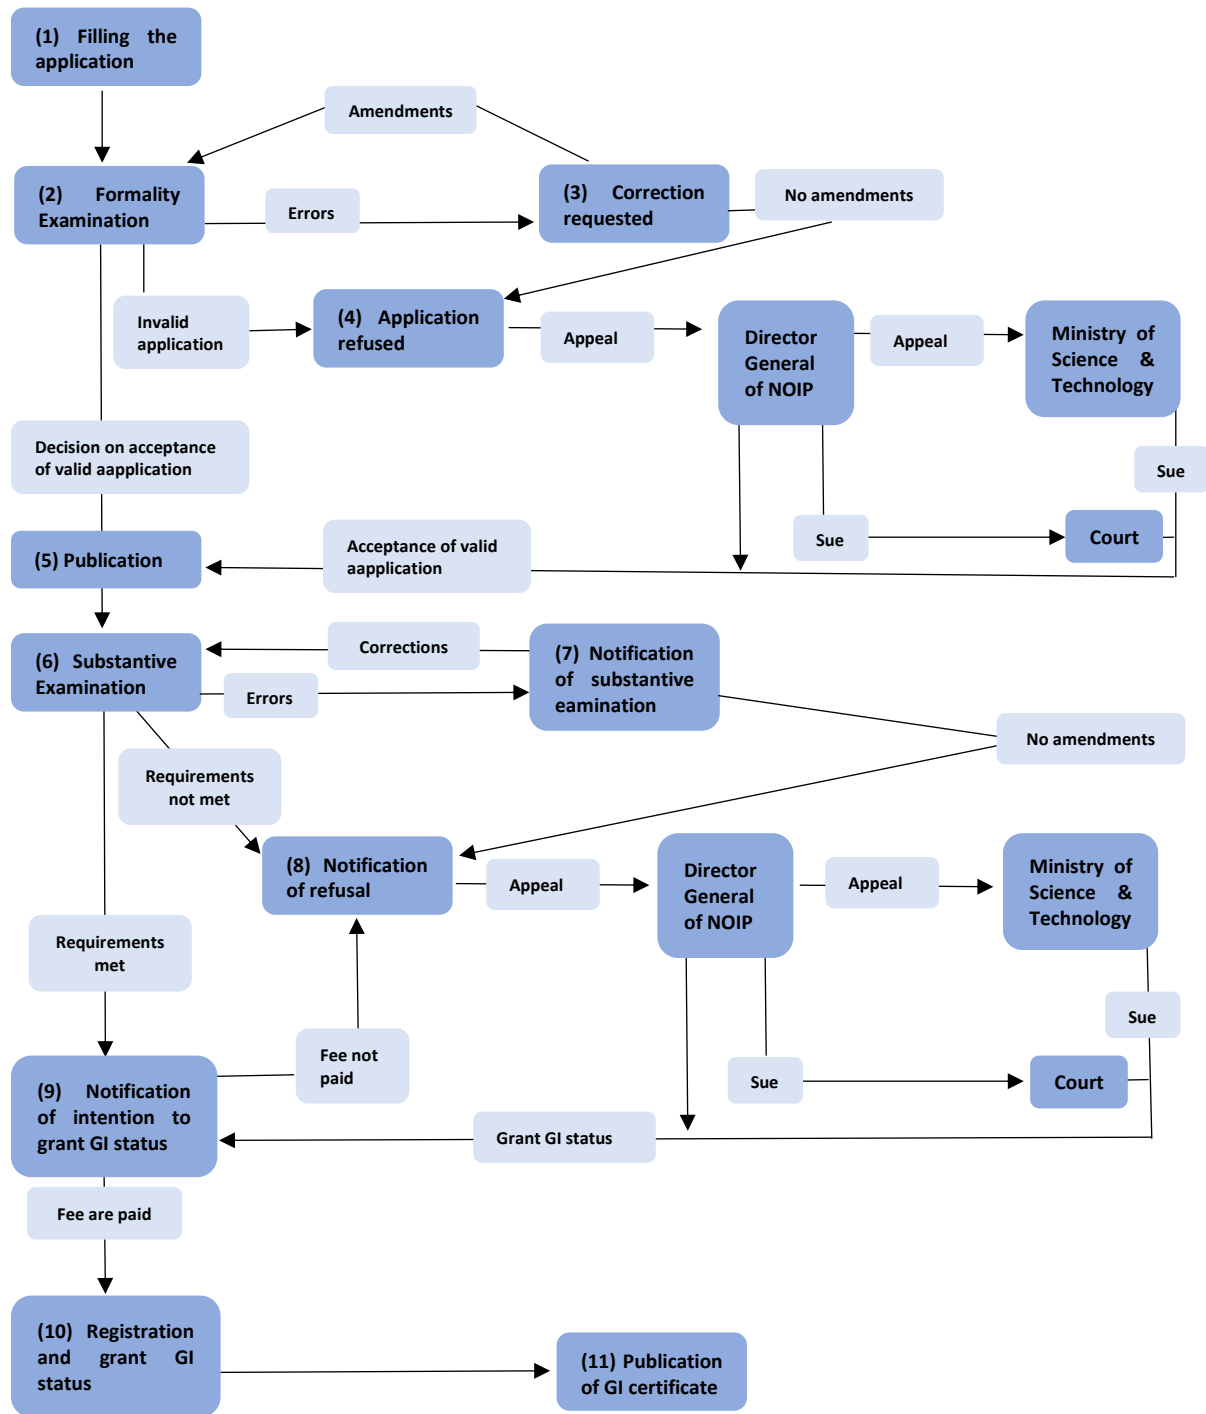 (1) Filling the
application
Amendments
(2) Formality
Examination
Errors
(3) Correction
requested
No amendments
Invalid
application
(4) Application
refused
Appeal
Director
General
of NOIP
Appeal
Ministry of
Science &
Technology
Decision on acceptance
of valid aapplication
Sue
(5) Publication
Acceptance of valid
aapplication
Sue
Court
(6) Substantive
Examination
Corrections
Errors
(7) Notification
of substantive
eamination
No amendments
Requirements
not met
(8) Notification
of refusal
Appeal
Director
General
of NOIP
Appeal
Ministry of
Science &
Technology
Requirements
met
Sue
Fee not
paid
(9) Notification
of intention to
grant GI status
Sue
Court
Grant GI status
Fee are paid
(10) Registration
and grant GI
status
(11) Publication
of GI certificate